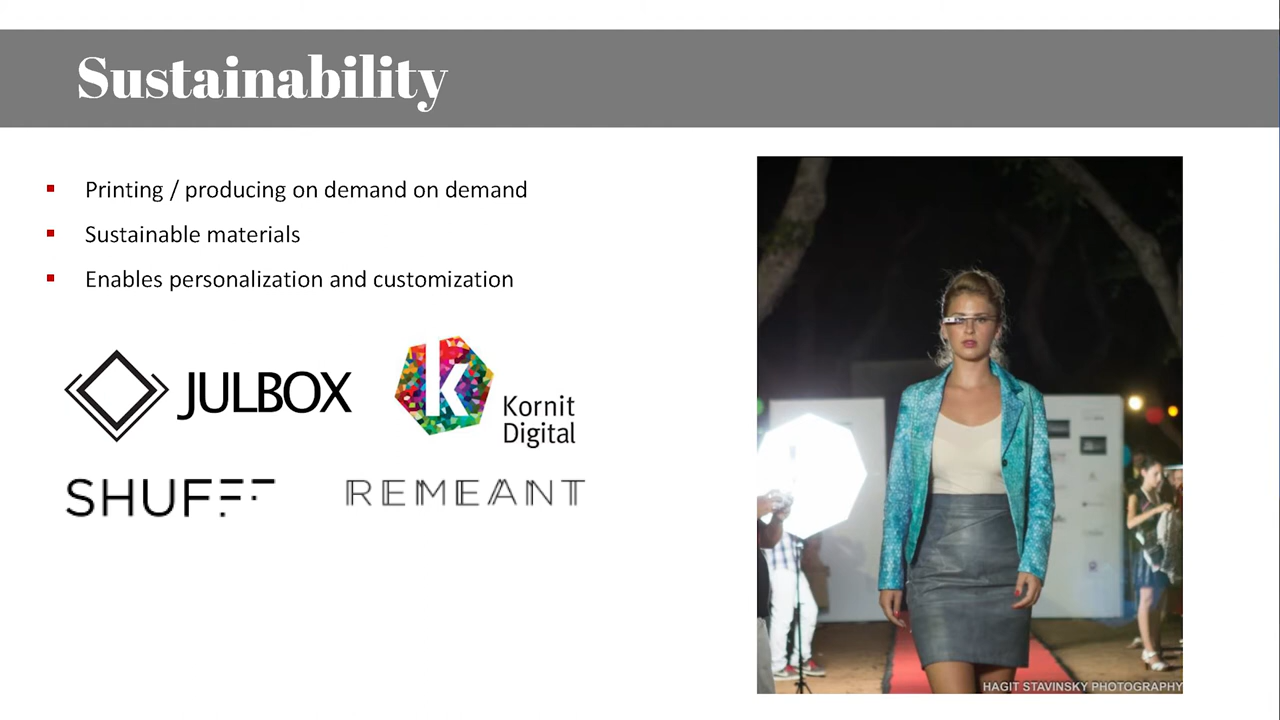 Sustainability
Printing / producing on demand on demand
Sustainable materials
Enables personalization and customization
JULBOX
k
Kornit
Digital
SHUFFF
REMEANT
HAGIT STAVINSKY PHOTOGRAPHY